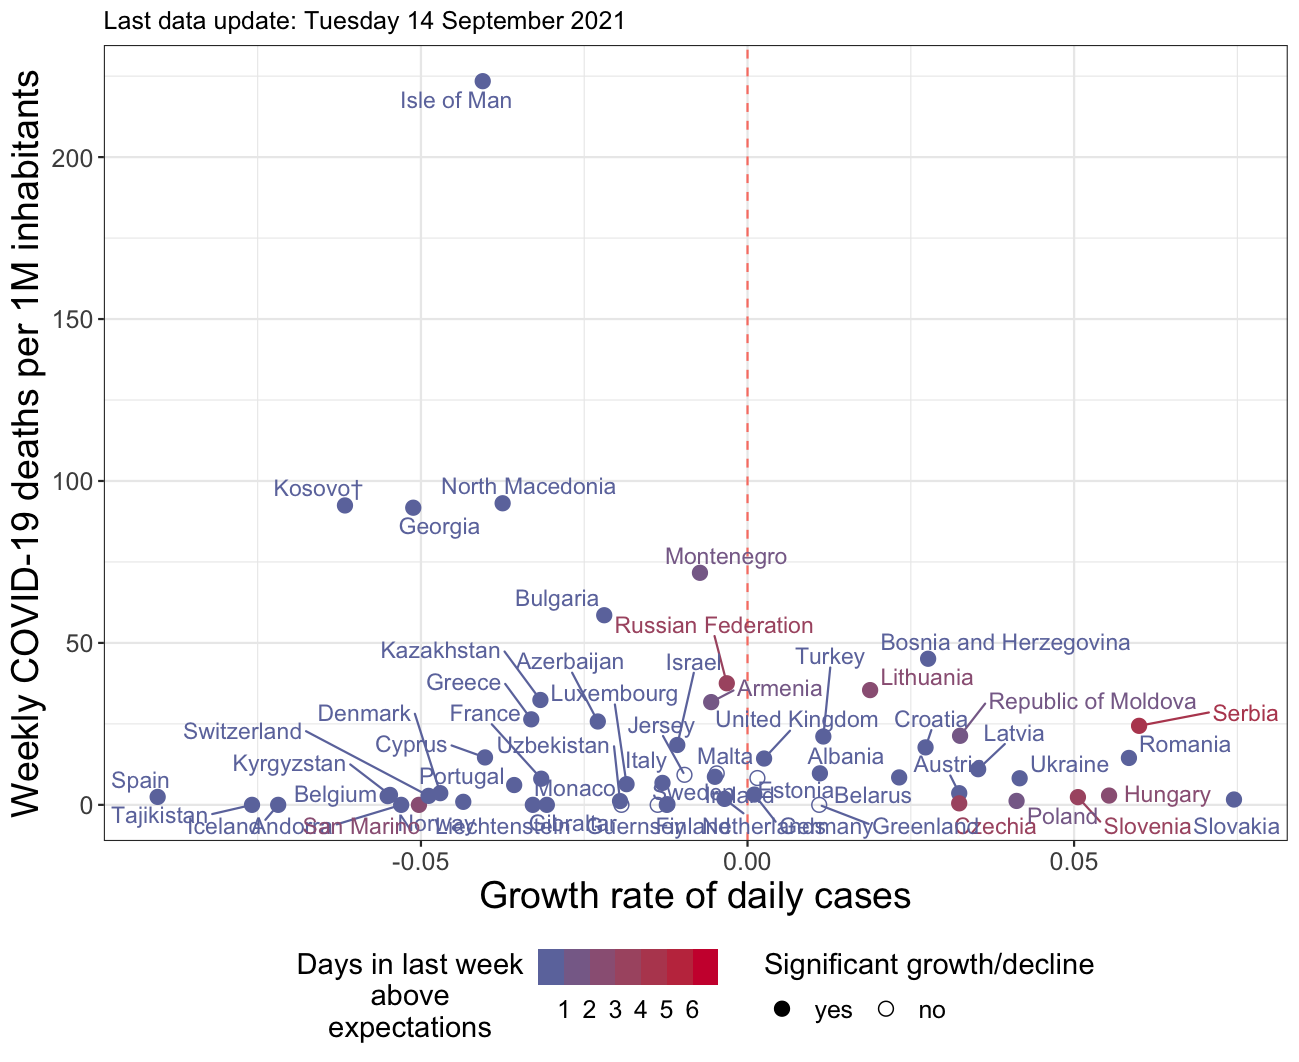 Last data update: Tuesday 14 September 2021
Weekly COVID-19 deaths per 1M inhabitants
200
150
100
50
0
Isle of Man
Kosovo†
North Macedonia
Georgia
Montenegro
Bulgaria
Russian Federation
Kazakhstan
Azerbaijan
Israel
Turkey
Bosnia and Herzegovina
Greece
Luxembourg
Armenia
Lithuania
Denmark
France
Jersey
United Kingdom
Croatia
Republic of Moldova
Serbia
Switzerland
Cyprus
Uzbekistan
Italy
Malta
Albania
Latvia
Romania
Kyrgyzstan
Portugal
Austria
Ukraine
Spain
Belgium
Monaco
Sweden
Ireland
Estonia
Belarus
Hungary
Tajikistan
Iceland
Andorra
San Marino
Norway
Liechtenstein
Gibraltar
Guernsey
Finland
Netherlands
Germany
Greenland
Czechia
Poland
Slovenia
Slovakia
-0.05
0.00
0.05
Growth rate of daily cases
Days in last week
above
expectations
1 2 3 4 5 6
Significant growth/decline
yes
no